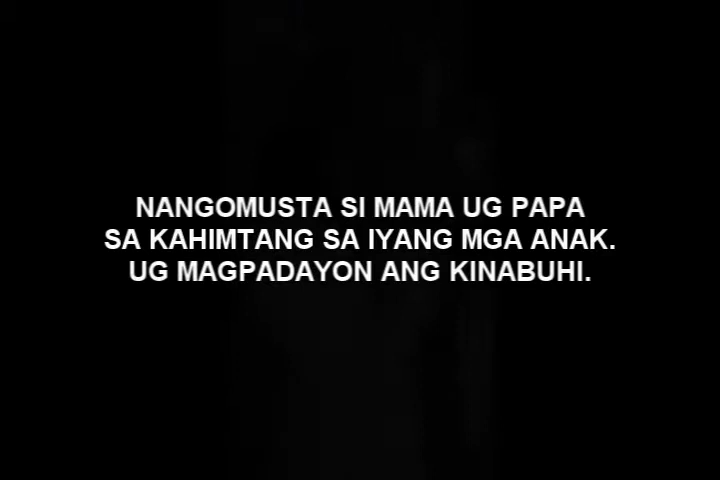 NANGOMUSTA SI MAMA UG PAPA
SA KAHIMTANG SA IYANG MGA ANAK.
UG MAGPADAYON ANG KINABUHI.